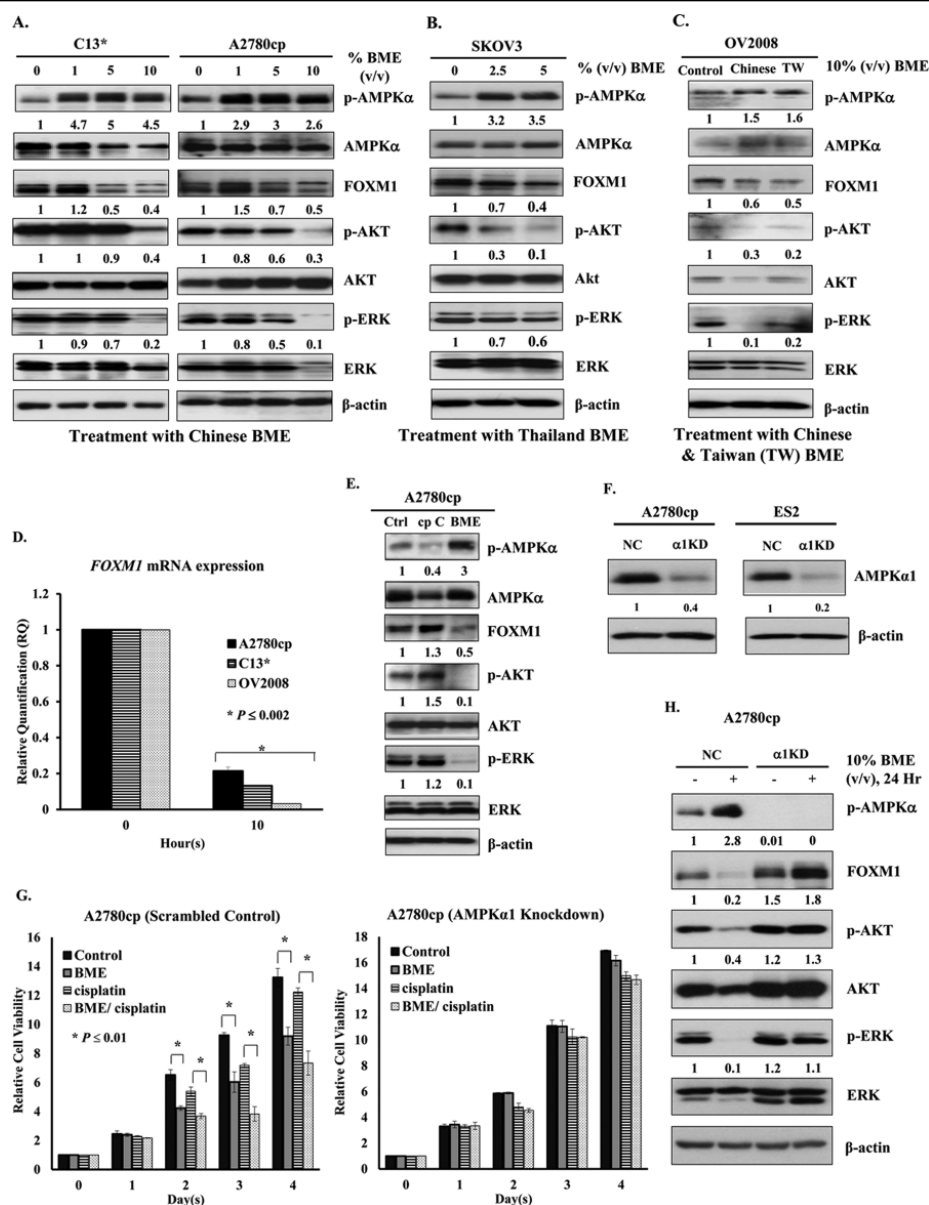 A.
C13* A2780cp
0 1 5 10 0 1 5 10 % BME (v/v)
p-AMPKα
1 4.7 5 4.5 1 2.9 3 2.6
AMPKα
FOXM1
1 1.2 0.5 0.4 1 1.5 0.7 0.5
p-AKT
1 1 0.9 0.4 1 0.8 0.6 0.3
AKT
p-ERK
1 0.9 0.7 0.2 1 0.8 0.5 0.1
ERK
β-actin
Treatment with Chinese BME
B.
SKOV3
0 2.5 5 % (v/v) BME
p-AMPKα
1 3.2 3.5
AMPKα
FOXM1
1 0.7 0.4
p-AKT
1 0.3 0.1
Akt
p-ERK
1 0.7 0.6
ERK
β-actin
Treatment with Thailand BME
C.
OV2008
Control Chinese TW 10% (v/v) BME
p-AMPKα
1 1.5 1.6
AMPKα
FOXM1
1 0.6 0.5
p-AKT
1 0.3 0.2
AKT
p-ERK
1 0.1 0.2
ERK
β-actin
Treatment with Chinese
& Taiwan (TW) BME
D.
FOXM1 mRNA expression
Relative Quantification (RQ)
1.2
1
0.8
0.6
0.4
0.2
0
A2780cp
C13*
OV2008
* P ≤ 0.002
*
0 10
Hour(s)
E.
A2780cp
Ctrl cp C BME
p-AMPKα
1 0.4 3
AMPKα
FOXM1
1 1.3 0.5
p-AKT
1 1.5 0.1
AKT
p-ERK
1 1.2 0.1
ERK
β-actin
F.
A2780cp ES2
NC α1KD NC α1KD
AMPKα1
1 0.4 1 0.2
β-actin
G.
A2780cp (Scrambled Control)
Relative Cell Viability
16
14
12
10
8
6
4
2
0
Control
BME
cisplatin
BME/ cisplatin
* P ≤ 0.01
* * * * * *
0 1 2 3 4
Day(s)
A2780cp (AMPKα1 Knockdown)
Relative Cell Viability
18
16
14
12
10
8
6
4
2
0
Control
BME
cisplatin
BME/ cisplatin
0 1 2 3 4
Day(s)
H.
A2780cp
NC α1KD 10% BME
- + - + (v/v), 24 Hr
p-AMPKα
1 2.8 0.01 0
FOXM1
1 0.2 1.5 1.8
p-AKT
1 0.4 1.2 1.3
AKT
p-ERK
1 0.1 1.2 1.1
ERK
β-actin